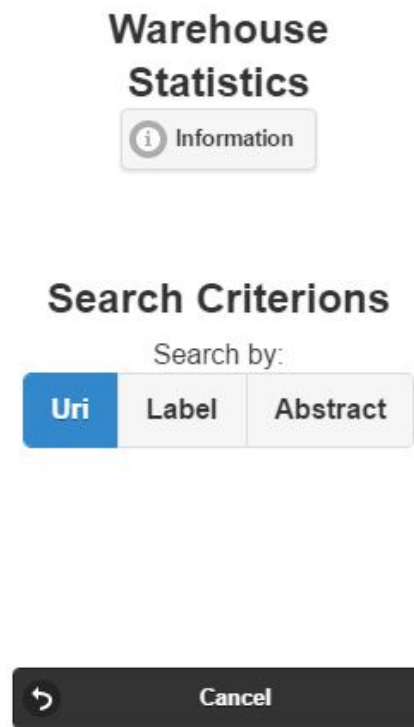 Warehouse
Statistics
Information
Search Criterions
Search by:
Uri Label Abstract
Cancel